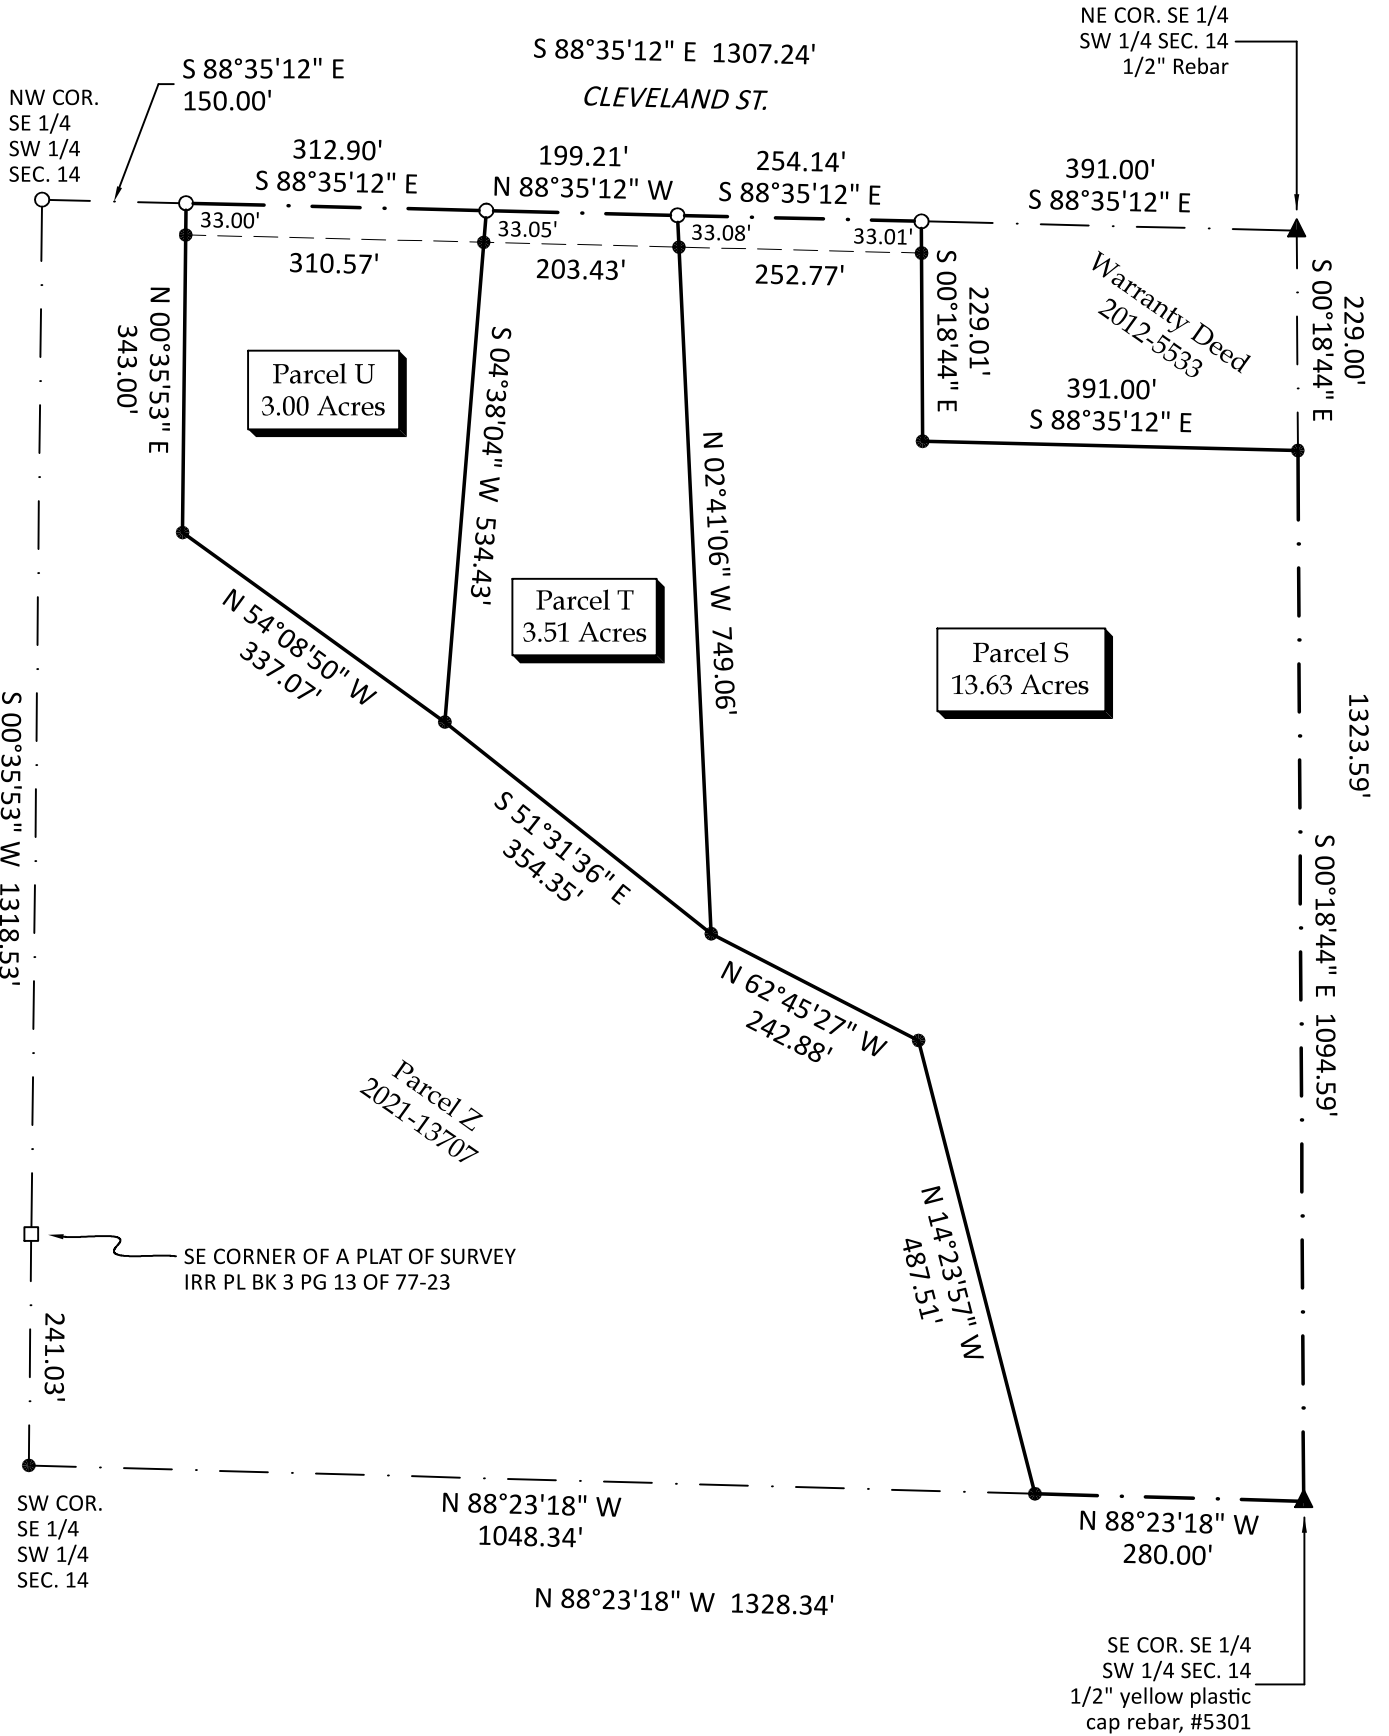 NE COR. SE 1/4
SW 1/4 SEC. 14
1/2" Rebar
S 88°35'12" E 1307.24'
CLEVELAND ST.
S 88°35'12" E
150.00'
NW COR.
SE 1/4
SW 1/4
SEC. 14
312.90'
S 88°35'12" E
199.21'
N 88°35'12" W
254.14'
S 88°35'12" E
391.00'
S 88°35'12" E
33.00'
33.05'
33.08'
33.01'
310.57'
203.43'
252.77'
N 00°35'53" E
343.00'
Parcel U
3.00 Acres
S 04°38'04" W 534.43'
N 02°41'06" W 749.06'
229.01'
S 00°18'44" E
Warranty Deed
2012-5533
229.00'
S 00°18'44" E
391.00'
S 88°35'12" E
Parcel T
3.51 Acres
Parcel S
13.63 Acres
N 54°08'50" W
337.07'
S 51°31'36" E
354.35'
N 62°45'27" W
242.88'
N 14°23'57" W
487.51'
S 00°35'53" W 1318.53'
1323.59'
S 00°18'44" E 1094.59'
Parcel Z
2021-13707
SE CORNER OF A PLAT OF SURVEY
IRR PL BK 3 PG 13 OF 77-23
241.03'
SW COR.
SE 1/4
SW 1/4
SEC. 14
N 88°23'18" W
1048.34'
N 88°23'18" W
280.00'
N 88°23'18" W 1328.34'
SE COR. SE 1/4
SW 1/4 SEC. 14
1/2" yellow plastic
cap rebar, #5301